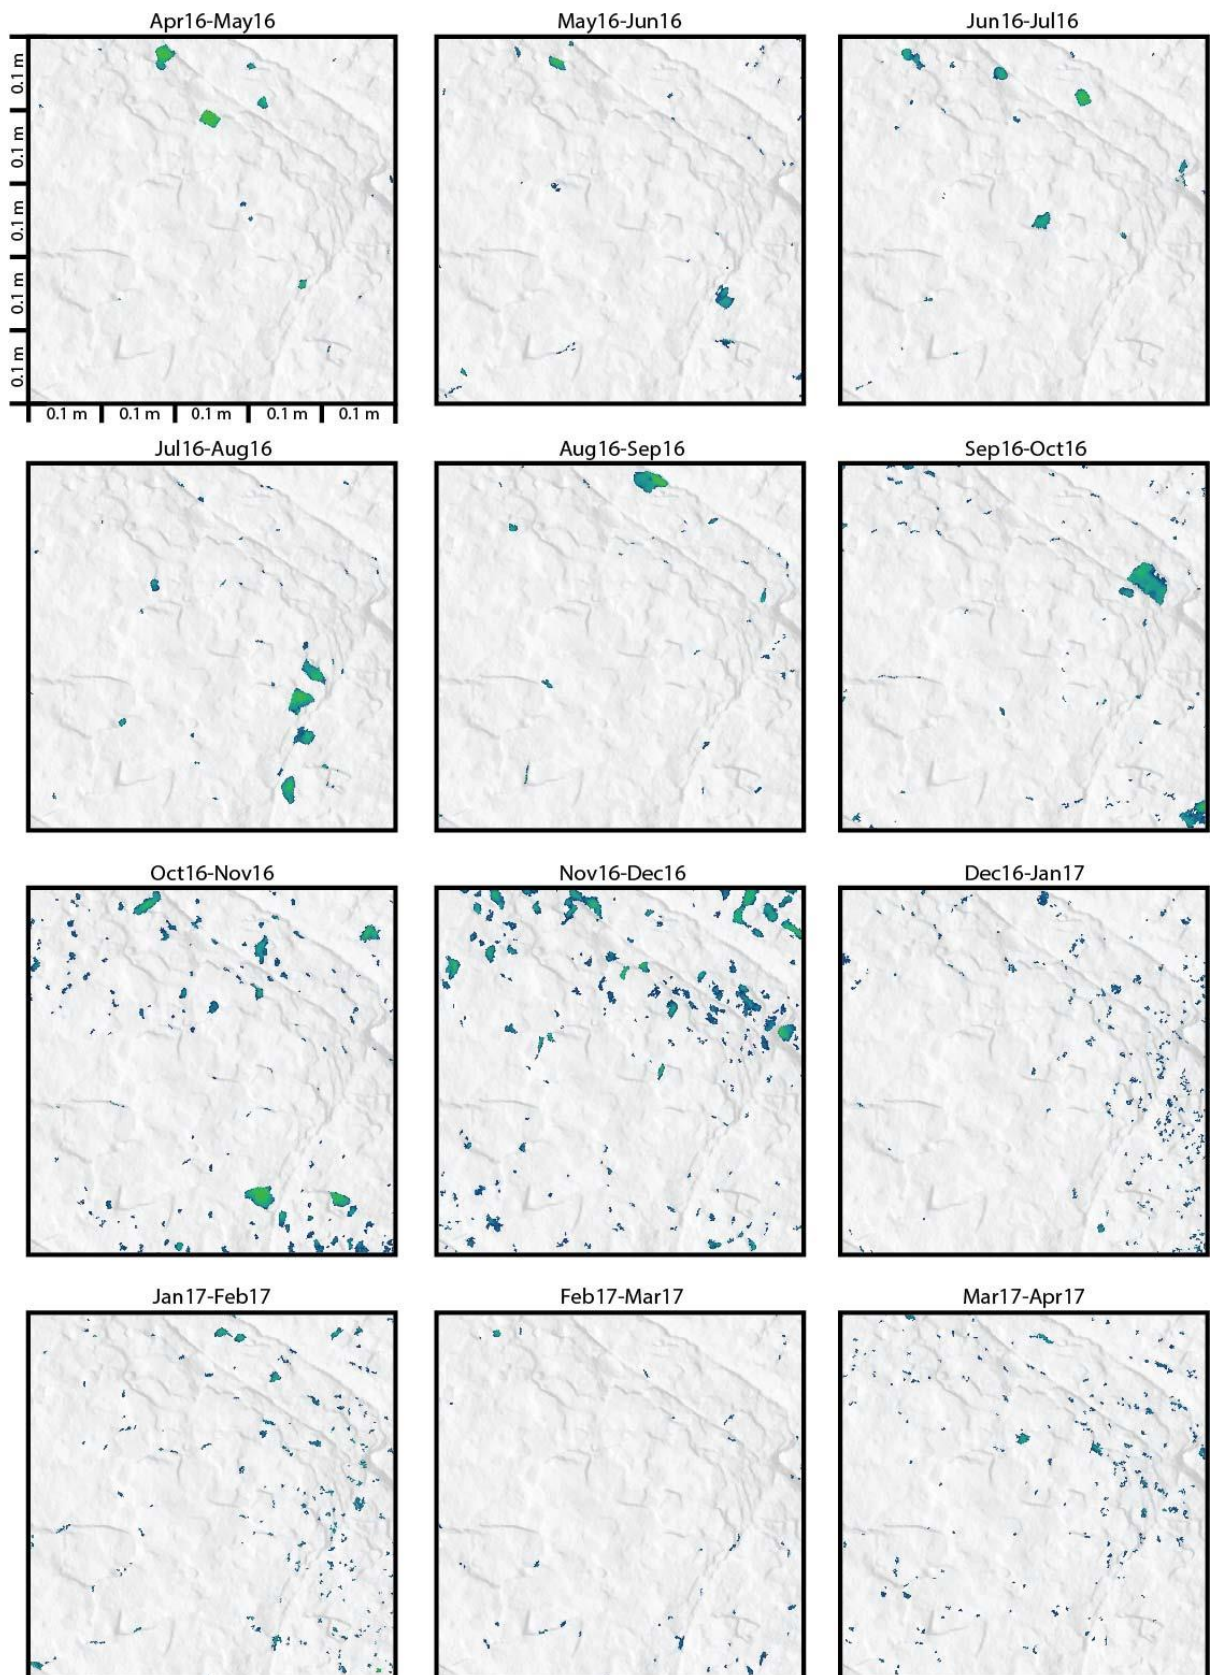 Apr16-May16 May16-Jun16 Jun16-Jul16
0.1 m
0.1 m
0.1 m
0.1 m
0.1 m
0.1 m 0.1 m 0.1 m 0.1 m 0.1 m
Jul16-Aug16 Aug16-Sep16 Sep16-Oct16
Oct16-Nov16 Nov16-Dec16 Dec16-Jan17
Jan17-Feb17 Feb17-Mar17 Mar17-Apr17